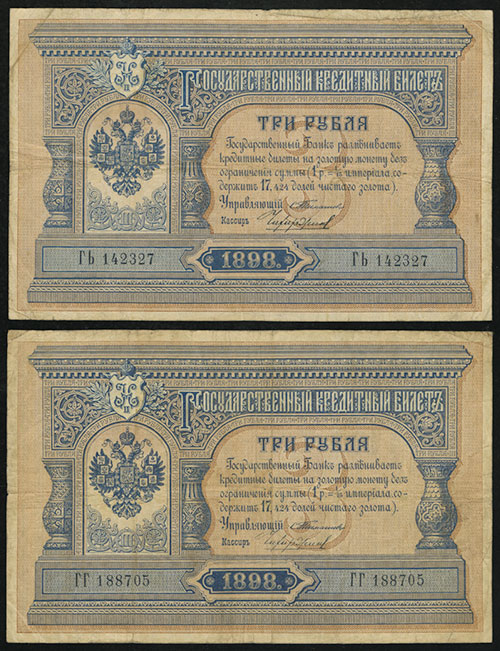 Государственный Кредитный Билетъ
ТРИ РУБЛЯ
Государственный Банкъ размѣниваетъ
кредитные билеты на золотую монету безъ
ограниченія суммы (1 р. = 1/15 имперіала, со-
держитъ 17,424 долей чистаго золота).
Управляющій
Кассиръ
ГЬ 142327
1898.
ГЬ 142327
Государственный Кредитный Билетъ
ТРИ РУБЛЯ
Государственный Банкъ размѣниваетъ
кредитные билеты на золотую монету безъ
ограниченія суммы (1 р. = 1/15 имперіала, со-
держитъ 17,424 долей чистаго золота).
Управляющій
Кассиръ
ГГ 188705
1898.
ГГ 188705